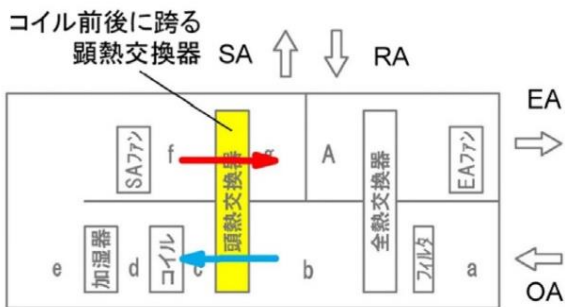 コイル前後に跨る
顕熱交換器
SA
RA
EA
SAファン
f
顕熱交換器
g
A
全熱交換器
EAファン
e
加湿器
d
コイル
c
b
フィルタ
a
OA